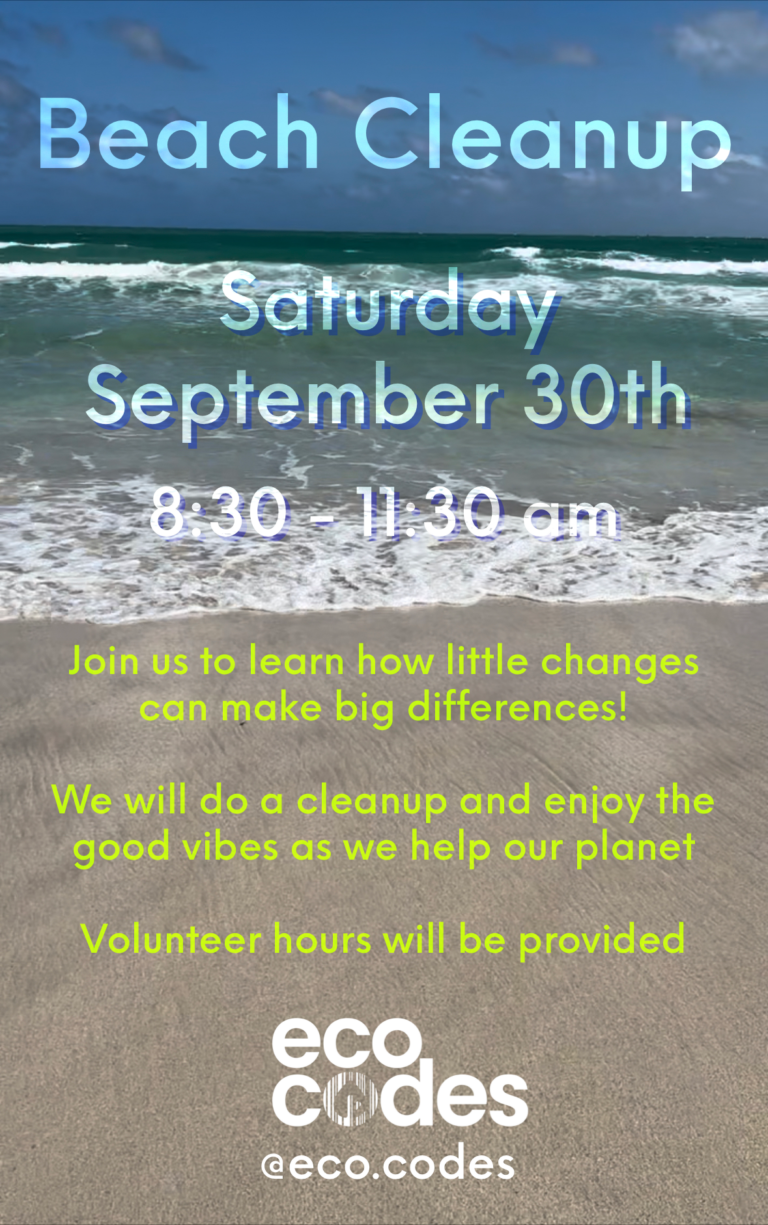 Beach Cleanup
Saturday
September 30th
8:30 - 11:30 am
Join us to learn how little changes
can make big differences!
We will do a cleanup and enjoy the
good vibes as we help our planet
Volunteer hours will be provided
eco
codes
@eco.codes